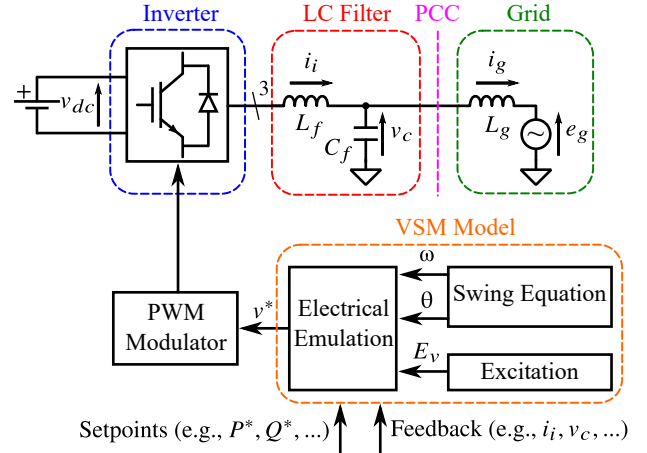 Inverter
LC Filter
PCC
Grid
+
v_dc
3
i_i
L_f
C_f
v_c
i_g
L_g
e_g
~
VSM Model
PWM
Modulator
v*
Electrical
Emulation
ω
θ
E_v
Swing Equation
Excitation
Setpoints (e.g., P*, Q*, ...)
Feedback (e.g., i_i, v_c, ...)